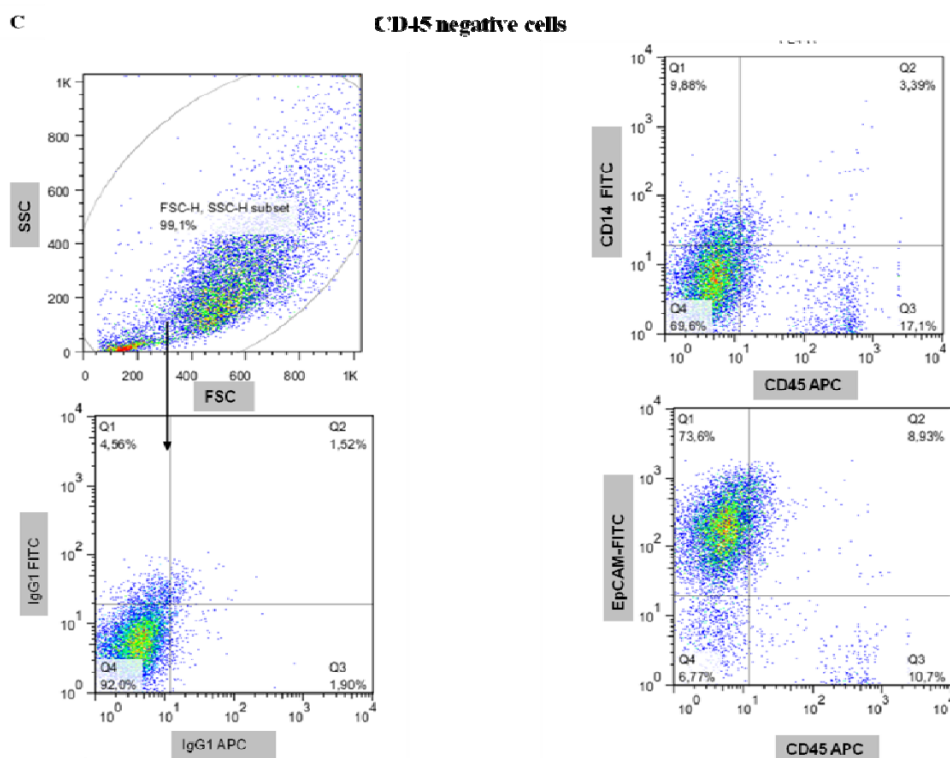 C
CD45 negative cells
1K
800
600
400
200
0
SSC
FSC-H, SSC-H subset
99,1%
0 200 400 600 800 1K
FSC
10^4
10^3
10^2
10^1
10^0
CD14 FITC
Q1
9,88%
Q2
3,39%
Q4
69,6%
Q3
17,1%
10^0 10^1 10^2 10^3 10^4
CD45 APC
10^4
10^3
10^2
10^1
10^0
IgG1 FITC
Q1
4,56%
Q2
1,52%
Q4
92,0%
Q3
1,90%
10^0 10^1 10^2 10^3 10^4
IgG1 APC
10^4
10^3
10^2
10^1
10^0
EpCAM-FITC
Q1
73,6%
Q2
8,93%
Q4
6,77%
Q3
10,7%
10^0 10^1 10^2 10^3 10^4
CD45 APC